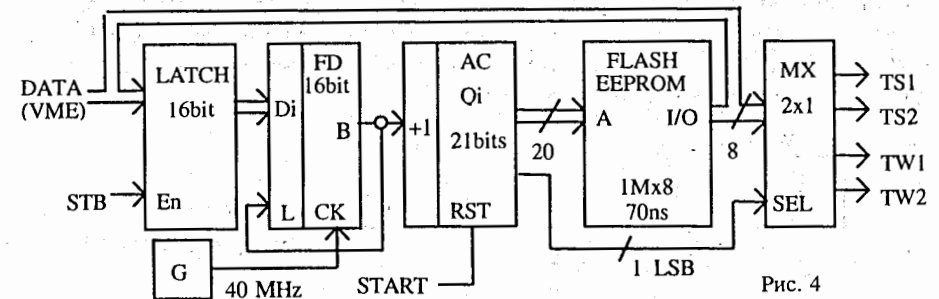 DATA
(VME)
STB
LATCH
16bit
En
G
40 MHz
FD
16bit
Di
B
L
CK
+1
AC
Qi
21bits
RST
START
20
FLASH
EEPROM
A
I/O
1Mx8
70ns
8
1 LSB
MX
2x1
SEL
TS1
TS2
TW1
TW2
Рис. 4